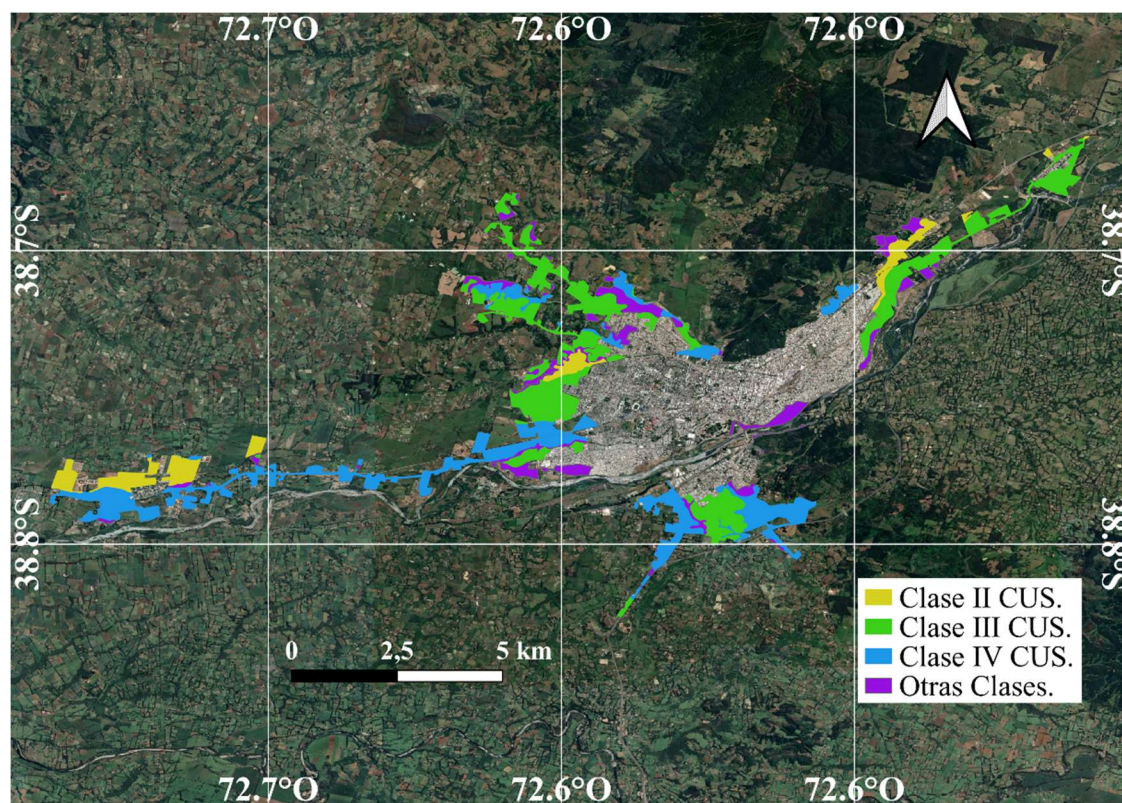 72.7°O 72.6°O 72.6°O
38.7°S 38.7°S
38.8°S 38.8°S
Clase II CUS.
Clase III CUS.
Clase IV CUS.
Otras Clases.
0 2,5 5 km
72.7°O 72.6°O 72.6°O